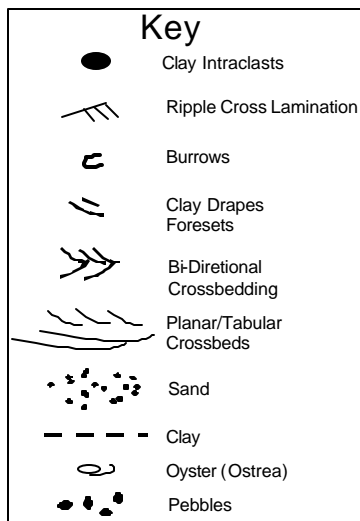 Key
Clay Intraclasts
Ripple Cross Lamination
Burrows
Clay Drapes
Foresets
Bi-Diretional
Crossbedding
Planar/Tabular
Crossbeds
Sand
Clay
Oyster (Ostrea)
Pebbles